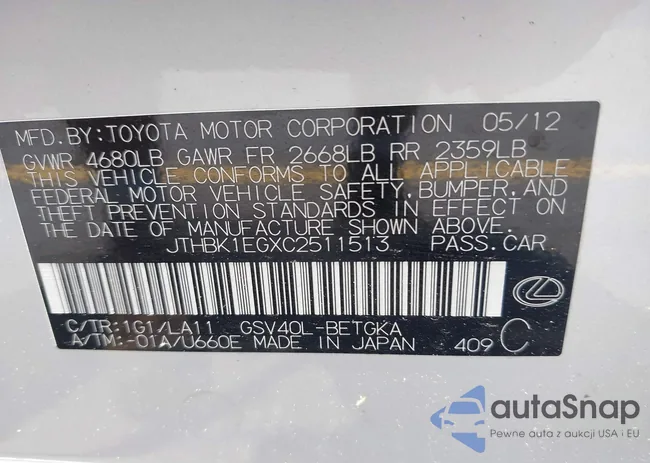 MFD.BY:TOYOTA MOTOR CORPORATION 05/12
GVWR 4680LB GAWR FR 2668LB RR 2359LB
THIS VEHICLE CONFORMS TO ALL APPLICABLE
FEDERAL MOTOR VEHICLE SAFETY,BUMPER,AND
THEFT PREVENTION STANDARDS IN EFFECT ON
THE DATE OF MANUFACTURE SHOWN ABOVE.
JTHBK1EGXC2511513 PASS.CAR
C/TR:1G1/LA11 GSV40L-BETGKA
A/TM:-01A/U660E MADE IN JAPAN 409 C
autaSnap
Pewne auta z aukcji USA i EU